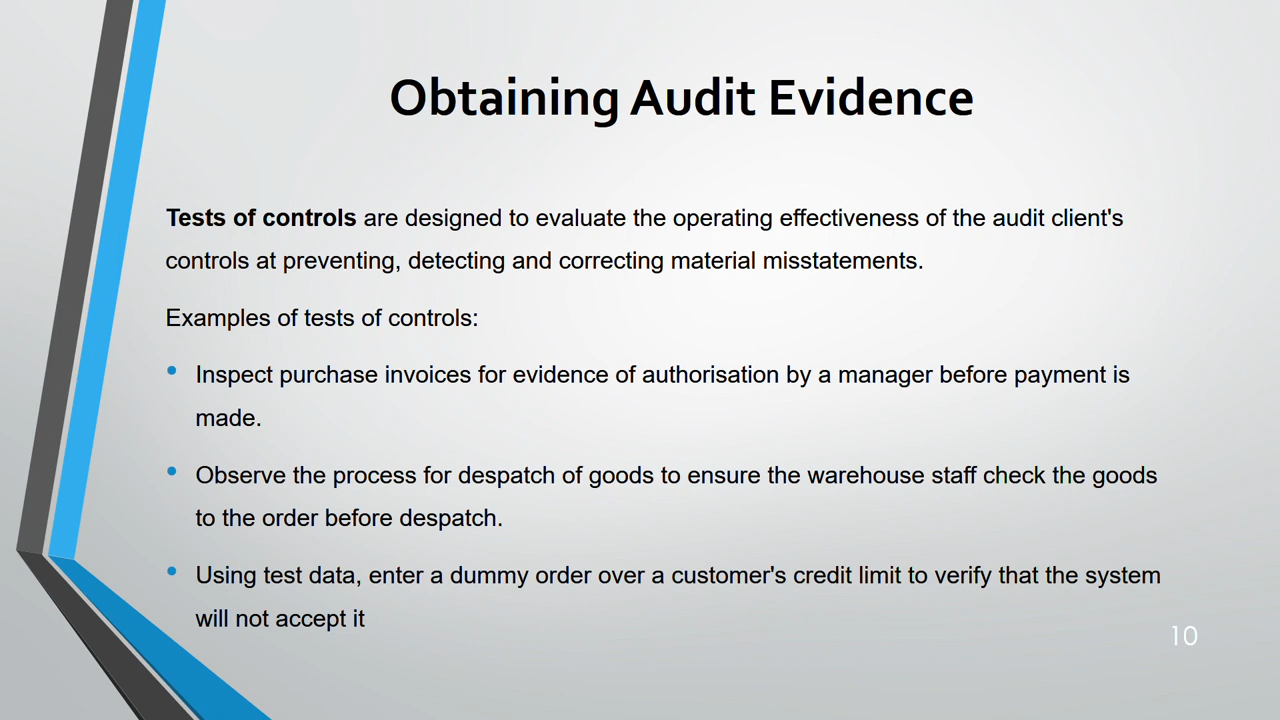 Obtaining Audit Evidence
Tests of controls are designed to evaluate the operating effectiveness of the audit client's
controls at preventing, detecting and correcting material misstatements.
Examples of tests of controls:
• Inspect purchase invoices for evidence of authorisation by a manager before payment is
made.
• Observe the process for despatch of goods to ensure the warehouse staff check the goods
to the order before despatch.
• Using test data, enter a dummy order over a customer's credit limit to verify that the system
will not accept it
10